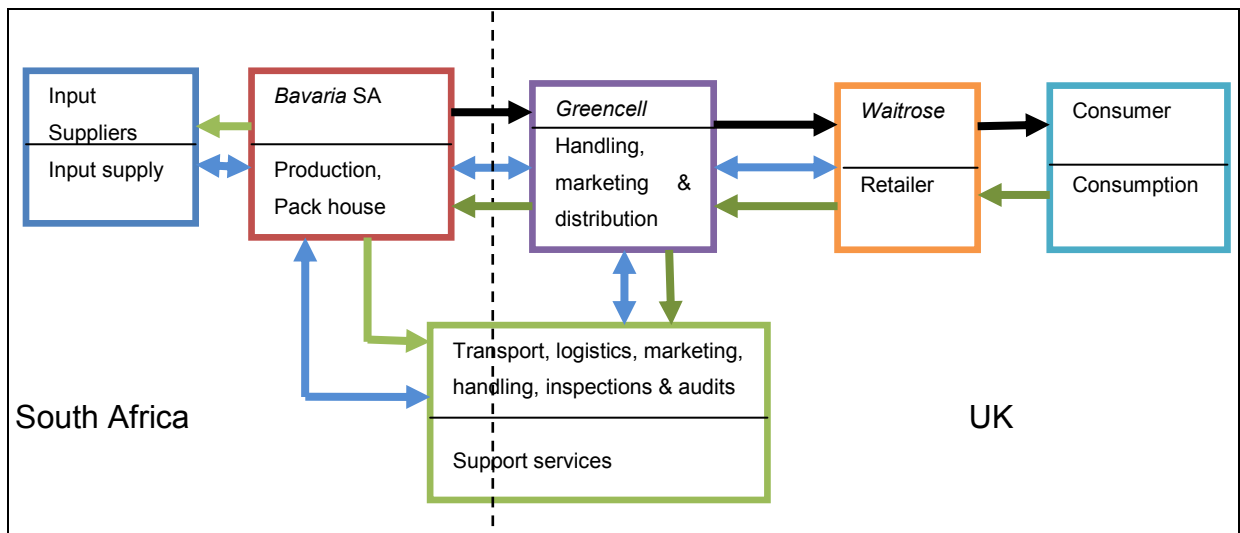 Input
Suppliers
Input supply
Bavaria SA
Production,
Pack house
Greencell
Handling,
marketing &
distribution
Waitrose
Retailer
Consumer
Consumption
Transport, logistics, marketing,
handling, inspections & audits
Support services
South Africa
UK